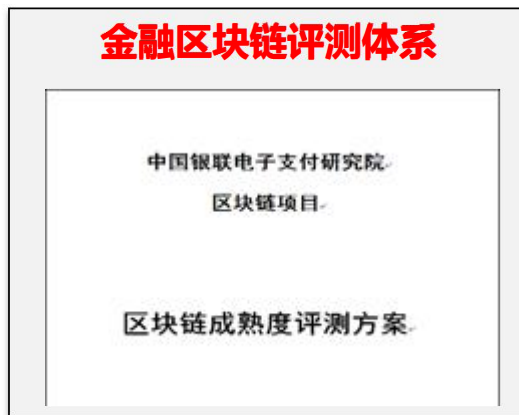 金融区块链评测体系
中国银联电子支付研究院
区块链项目
区块链成熟度评测方案